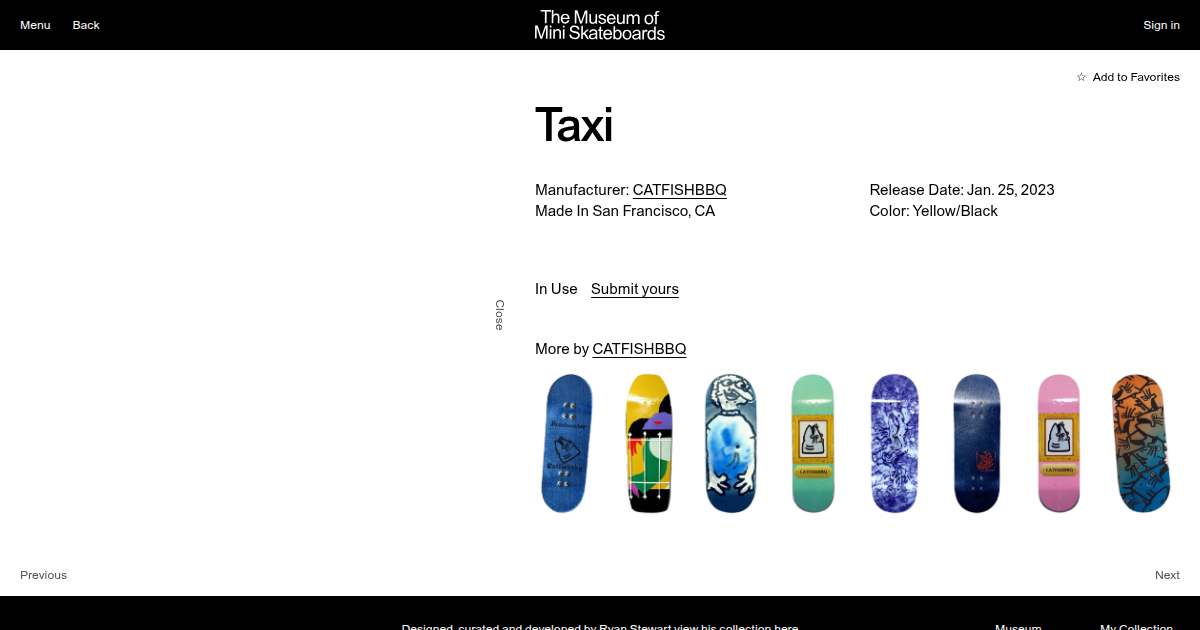 Menu
Back
The Museum of
Mini Skateboards
Sign in
☆ Add to Favorites
Taxi
Manufacturer: CATFISHBBQ
Made In San Francisco, CA
Release Date: Jan. 25, 2023
Color: Yellow/Black
In Use Submit yours
Close
More by CATFISHBBQ
Previous
Next
Designed, curated and developed by Ryan Stewart view his collection here
Museum
My Collection